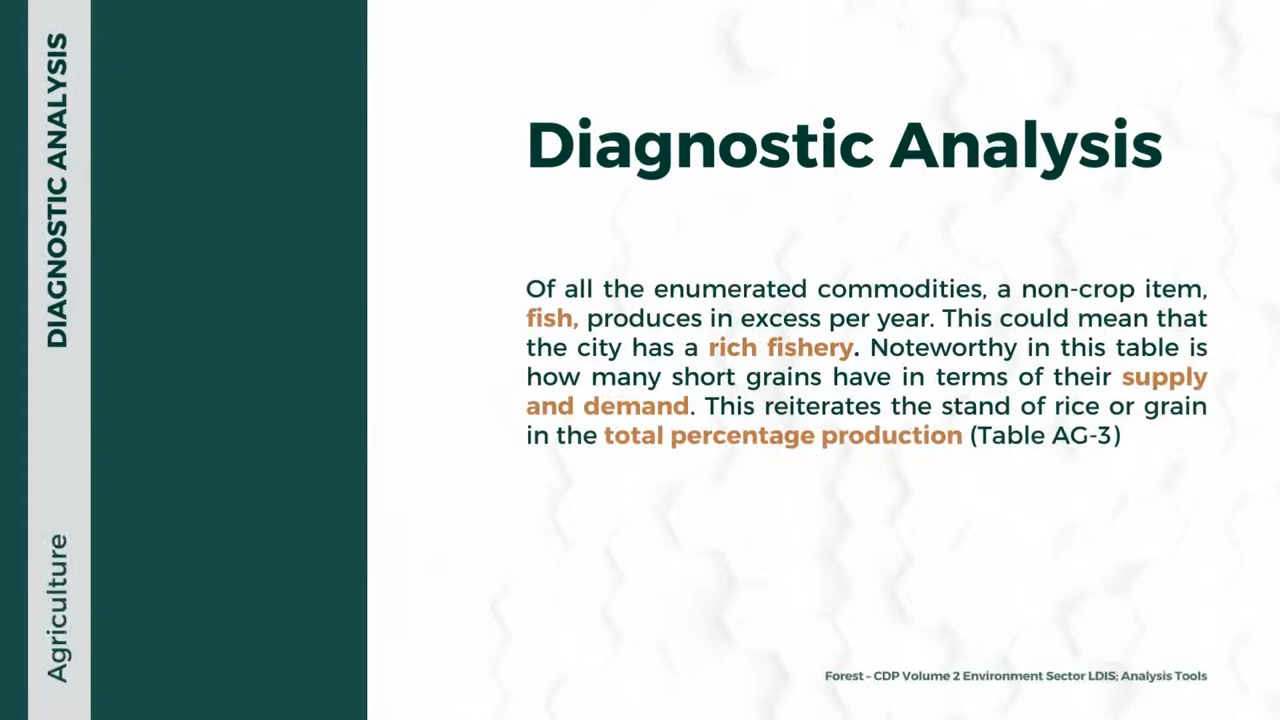 DIAGNOSTIC ANALYSIS
Agriculture
Diagnostic Analysis
Of all the enumerated commodities, a non-crop item,
fish, produces in excess per year. This could mean that
the city has a rich fishery. Noteworthy in this table is
how many short grains have in terms of their supply
and demand. This reiterates the stand of rice or grain
in the total percentage production (Table AG-3)
Forest – CDP Volume 2 Environment Sector LDIS; Analysis Tools